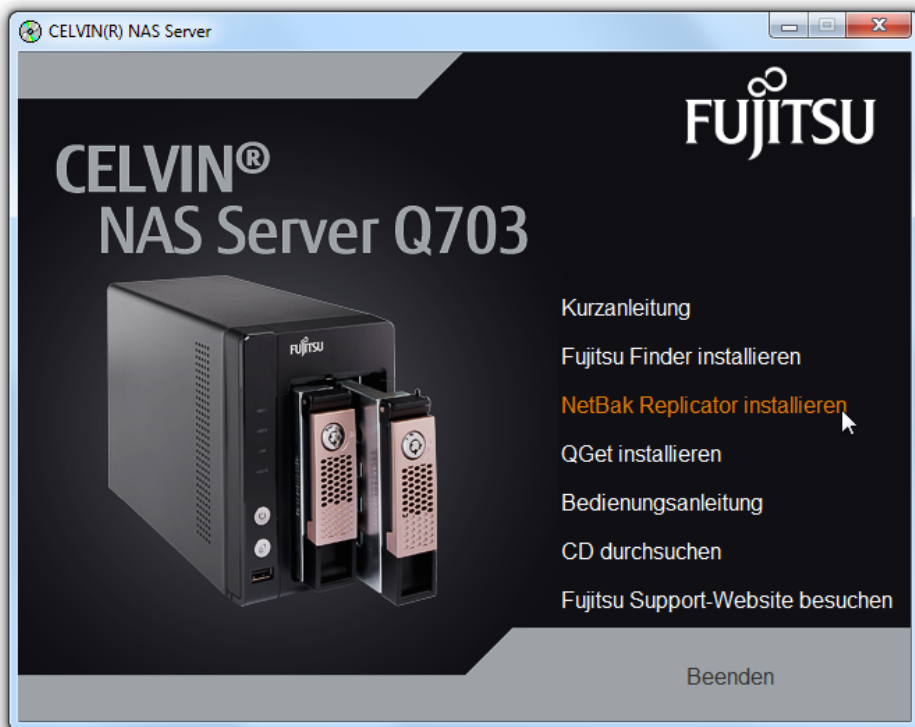 CELVIN(R) NAS Server
FUJITSU
CELVIN®
NAS Server Q703
FUJITSU
Kurzanleitung
Fujitsu Finder installieren
NetBak Replicator installieren
QGet installieren
Bedienungsanleitung
CD durchsuchen
Fujitsu Support-Website besuchen
Beenden